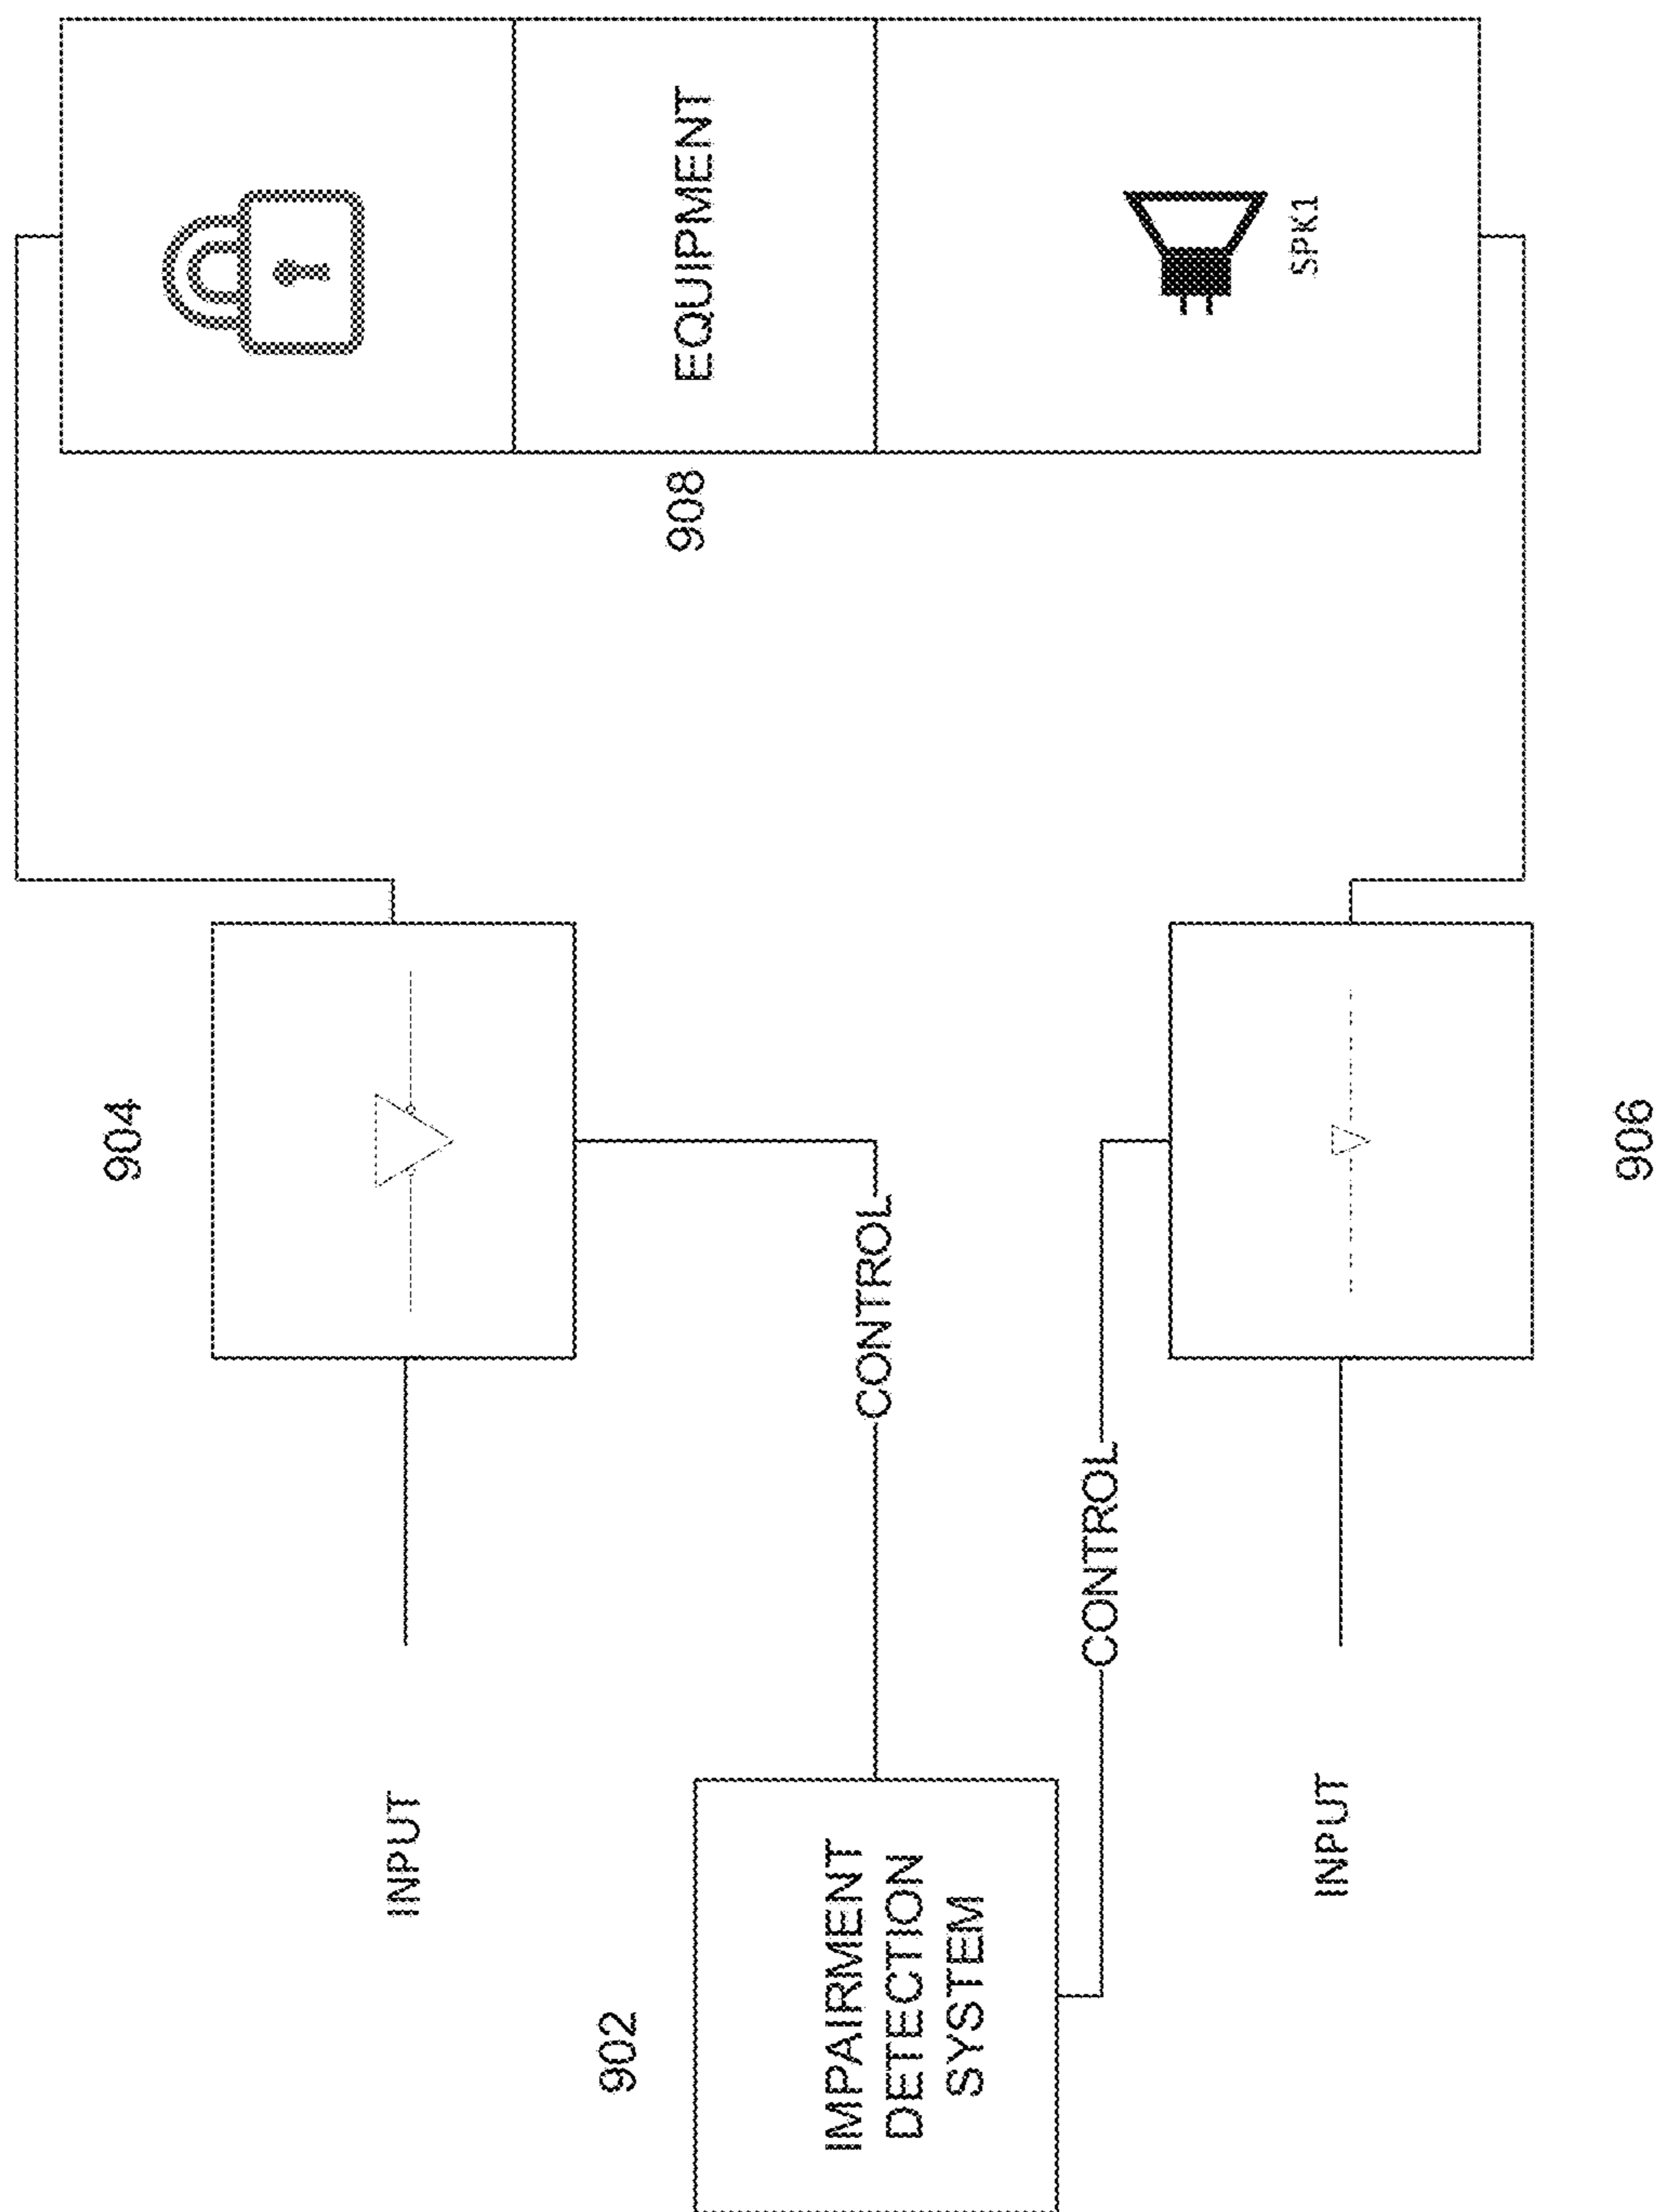 904
INPUT
902
IMPAIRMENT
DETECTION
SYSTEM
CONTROL
CONTROL
908
EQUIPMENT
SPK1
INPUT
906